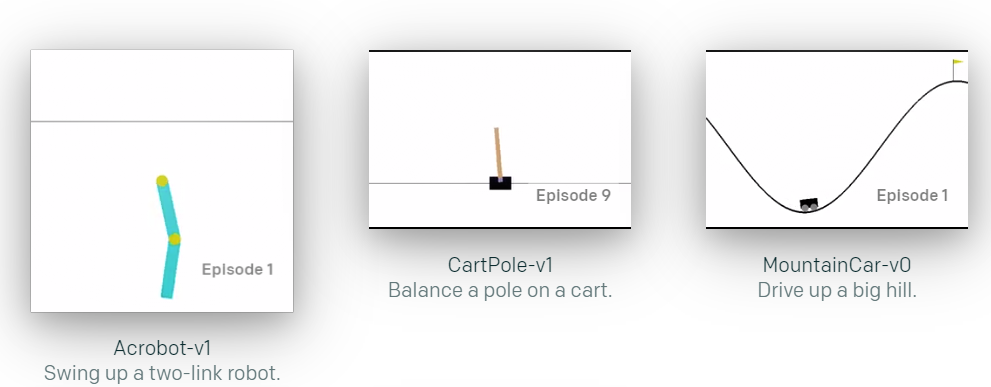 Episode 1
Acrobot-v1
Swing up a two-link robot.
Episode 9
CartPole-v1
Balance a pole on a cart.
Episode 1
MountainCar-v0
Drive up a big hill.